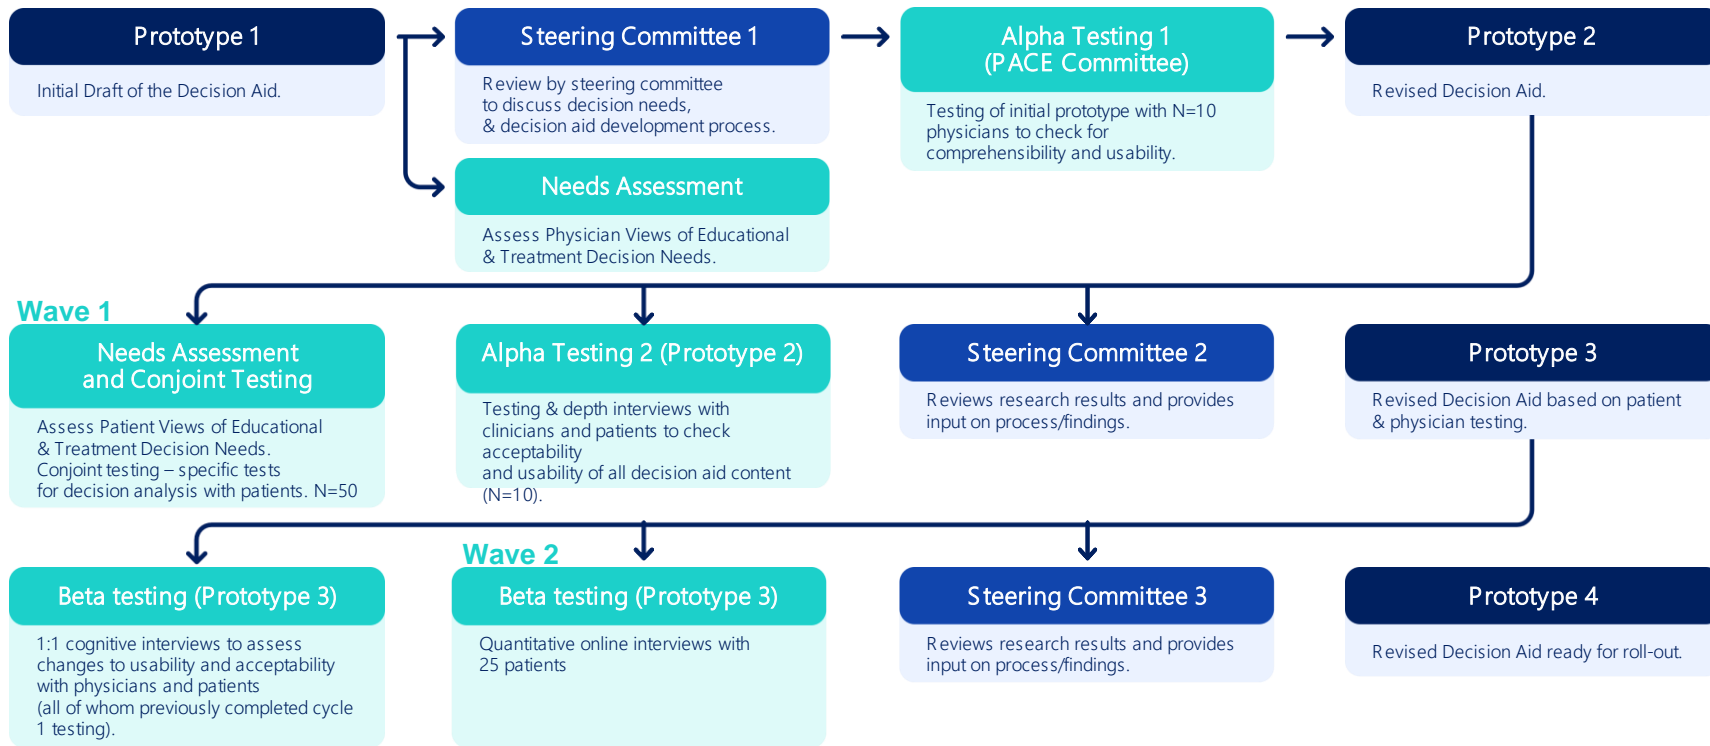 Prototype 1
Initial Draft of the Decision Aid.
Steering Committee 1
Review by steering committee
to discuss decision needs,
& decision aid development process.
Alpha Testing 1
(PACE Committee)
Testing of initial prototype with N=10
physicians to check for
comprehensibility and usability.
Prototype 2
Revised Decision Aid.
Needs Assessment
Assess Physician Views of Educational
& Treatment Decision Needs.
Wave 1
Needs Assessment
and Conjoint Testing
Assess Patient Views of Educational
& Treatment Decision Needs.
Conjoint testing – specific tests
for decision analysis with patients. N=50
Alpha Testing 2 (Prototype 2)
Testing & depth interviews with
clinicians and patients to check
acceptability
and usability of all decision aid content
(N=10).
Steering Committee 2
Reviews research results and provides
input on process/findings.
Prototype 3
Revised Decision Aid based on patient
& physician testing.
Beta testing (Prototype 3)
1:1 cognitive interviews to assess
changes to usability and acceptability
with physicians and patients
(all of whom previously completed cycle
1 testing).
Wave 2
Beta testing (Prototype 3)
Quantitative online interviews with
25 patients
Steering Committee 3
Reviews research results and provides
input on process/findings.
Prototype 4
Revised Decision Aid ready for roll-out.